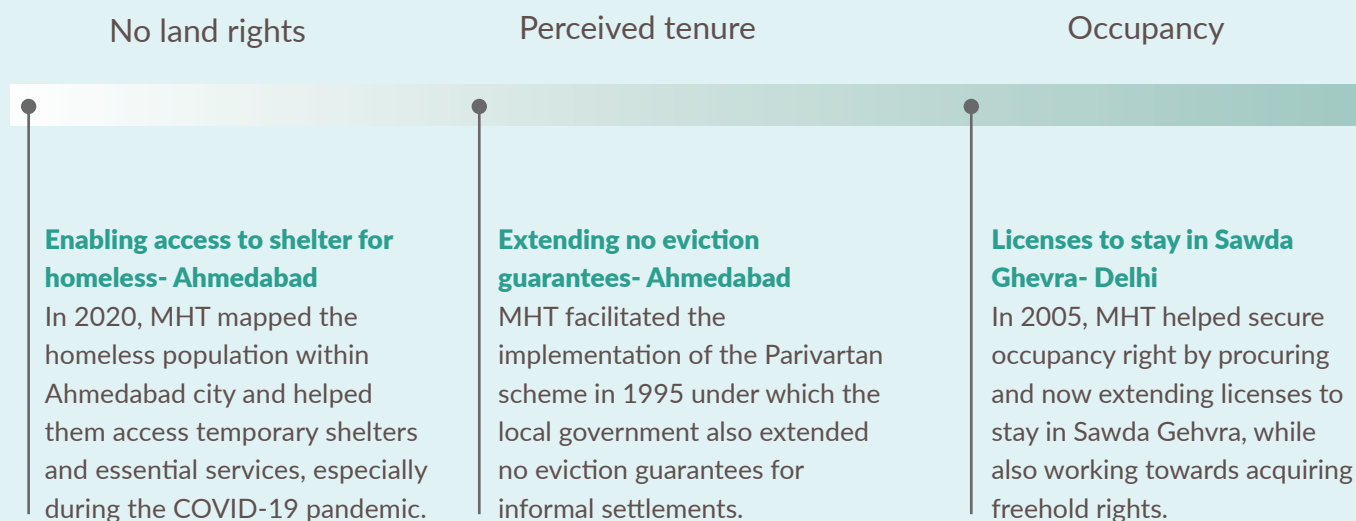 No land rights
Perceived tenure
Occupancy
Enabling access to shelter for
homeless- Ahmedabad
In 2020, MHT mapped the
homeless population within
Ahmedabad city and helped
them access temporary shelters
and essential services, especially
during the COVID-19 pandemic.
Extending no eviction
guarantees- Ahmedabad
MHT facilitated the
implementation of the Parivartan
scheme in 1995 under which the
local government also extended
no eviction guarantees for
informal settlements.
Licenses to stay in Sawda
Ghevra- Delhi
In 2005, MHT helped secure
occupancy right by procuring
and now extending licenses to
stay in Sawda Gehvra, while
also working towards acquiring
freehold rights.